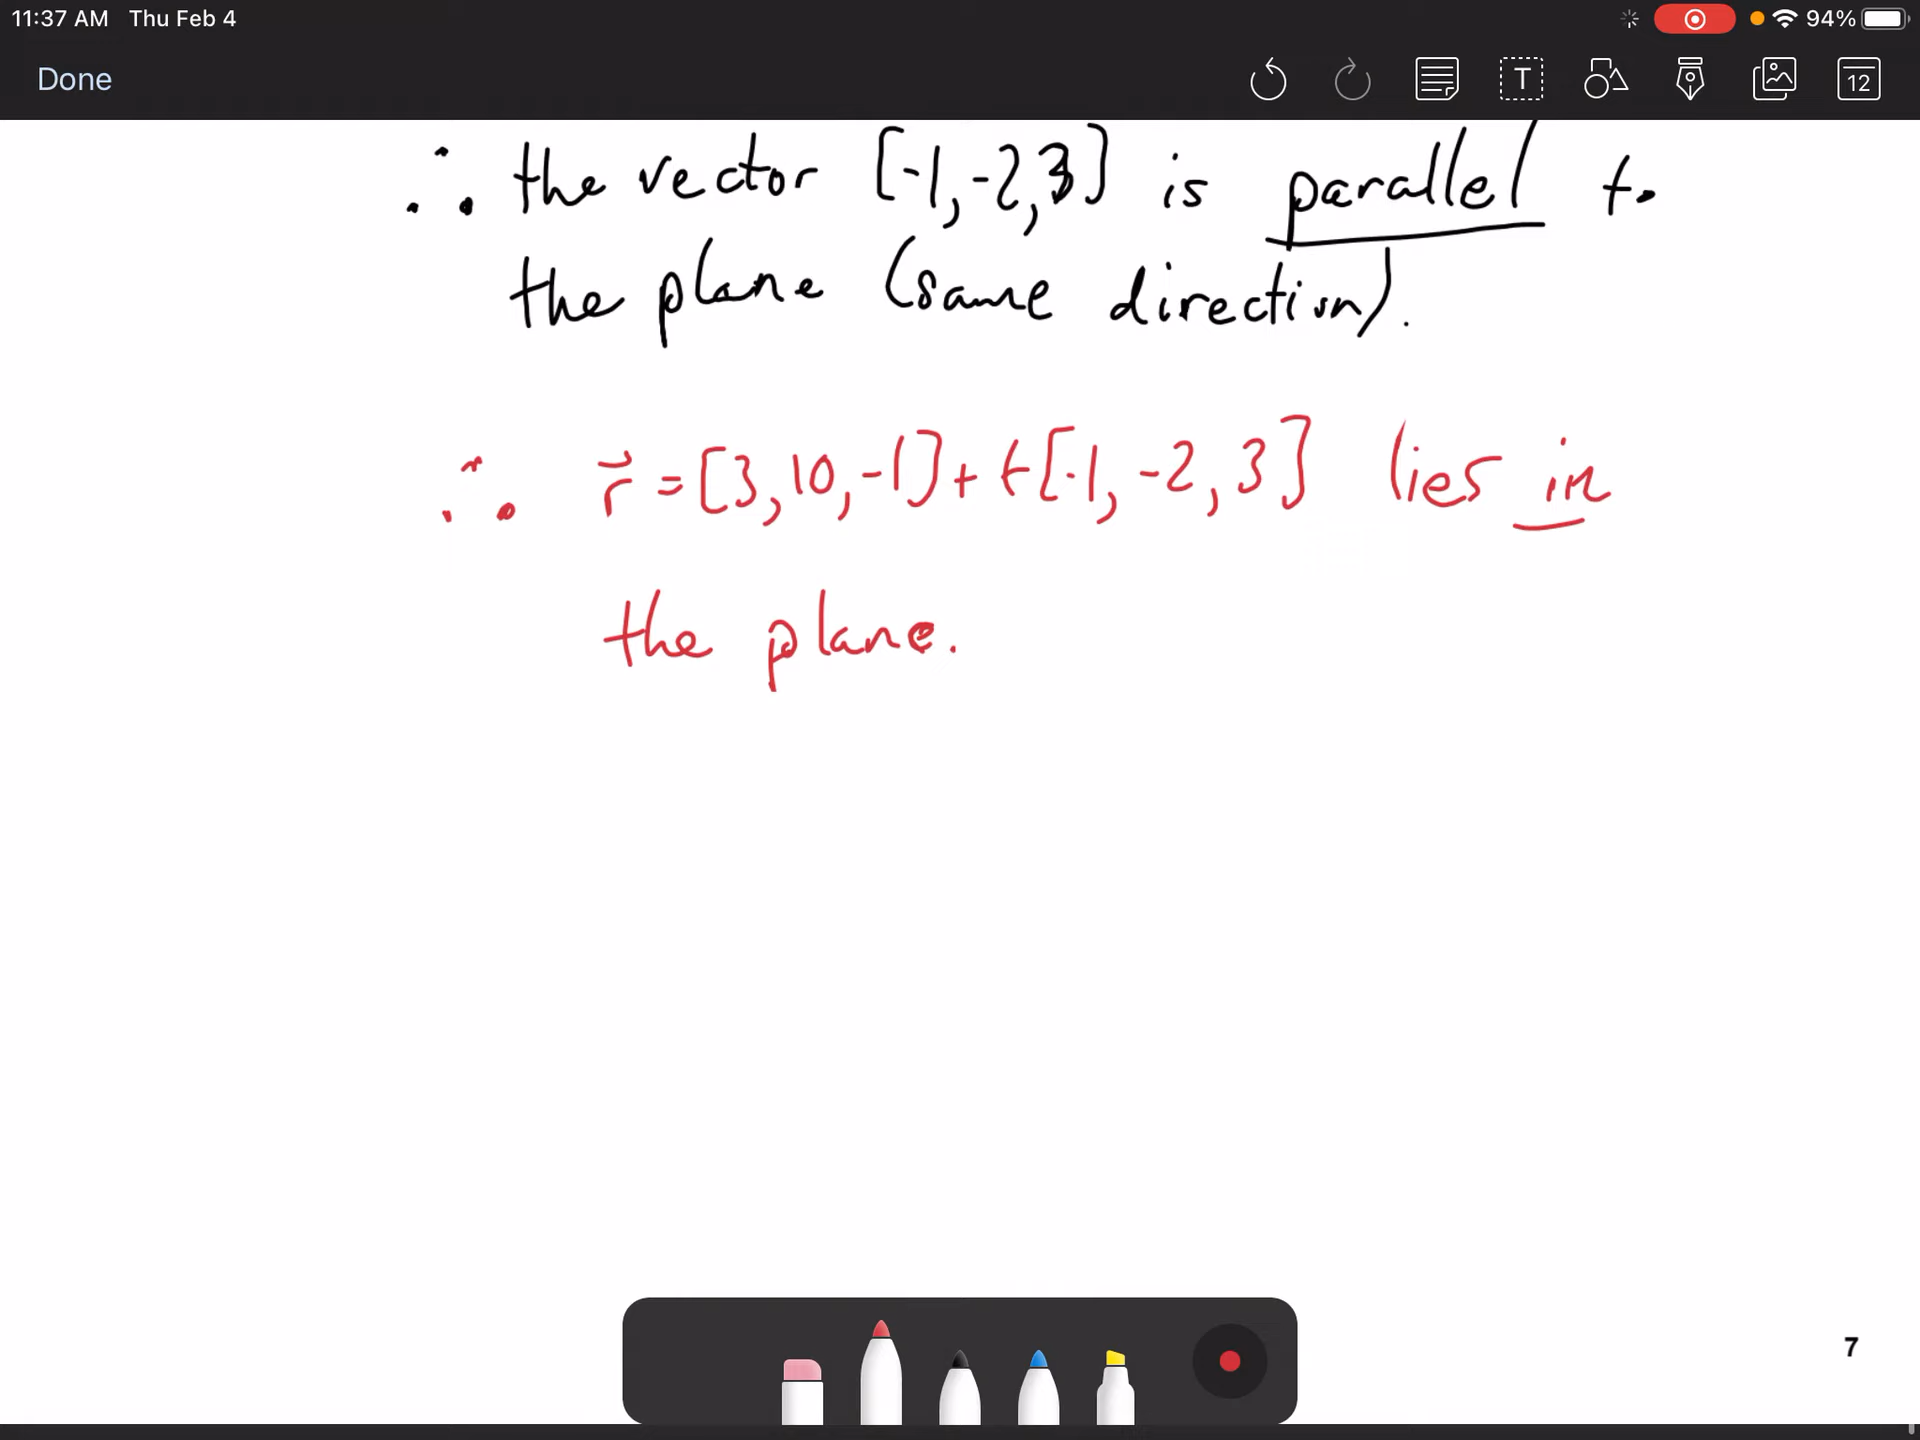 11:37 AM Thu Feb 4 94%
Done T 12
∴ the vector [-1, -2, 3] is parallel to
the plane (same direction).
∴ r⃗ = [3, 10, -1] + t[-1, -2, 3] lies in
the plane.
7